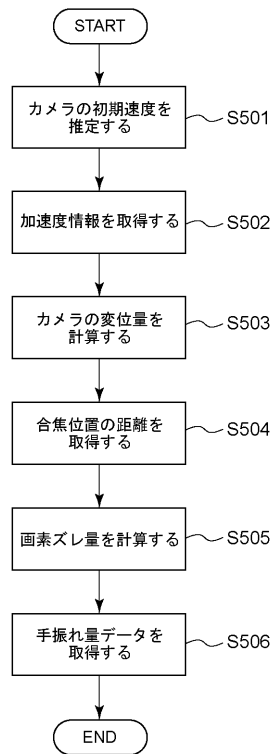 START
カメラの初期速度を
推定する
S501
加速度情報を取得する
S502
カメラの変位量を
計算する
S503
合焦位置の距離を
取得する
S504
画素ズレ量を計算する
S505
手振れ量データを
取得する
S506
END